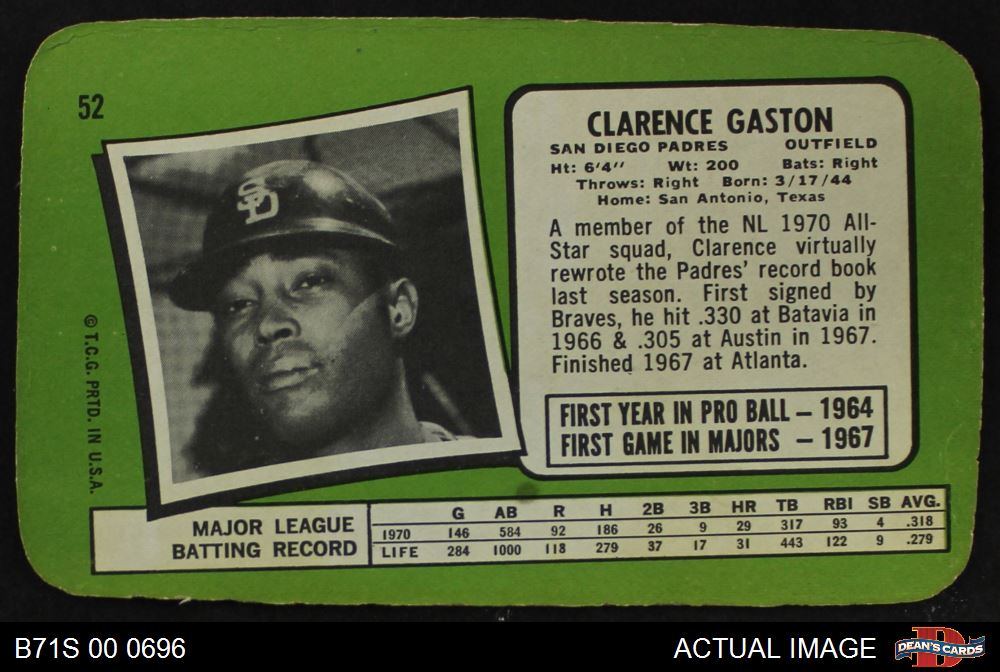 52
CLARENCE GASTON
SAN DIEGO PADRES OUTFIELD
Ht: 6'4" Wt: 200 Bats: Right
Throws: Right Born: 3/17/44
Home: San Antonio, Texas
A member of the NL 1970 All-
Star squad, Clarence virtually
rewrote the Padres' record book
last season. First signed by
Braves, he hit .330 at Batavia in
1966 & .305 at Austin in 1967.
Finished 1967 at Atlanta.
FIRST YEAR IN PRO BALL – 1964
FIRST GAME IN MAJORS – 1967
SD
© T.C.G. PRTD. IN U.S.A.
MAJOR LEAGUE
BATTING RECORD
G AB R H 2B 3B HR TB RBI SB AVG.
1970 146 584 92 186 26 9 29 317 93 4 .318
LIFE 284 1000 118 279 37 17 31 443 122 9 .279
B71S 00 0696
ACTUAL IMAGE
D
DEAN'S CARDS